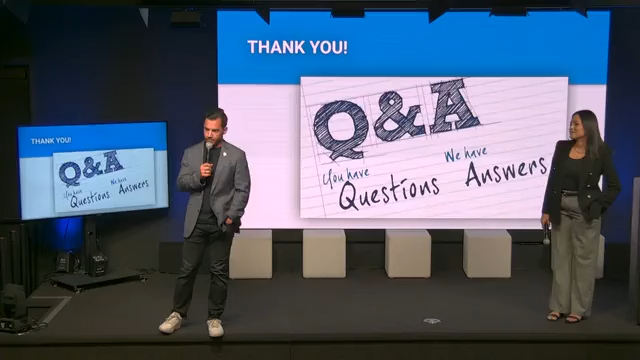 THANK YOU!
Q&A
You have
We have
Questions
Answers
THANK YOU!
Q&A
You have
We have
Questions
Answers